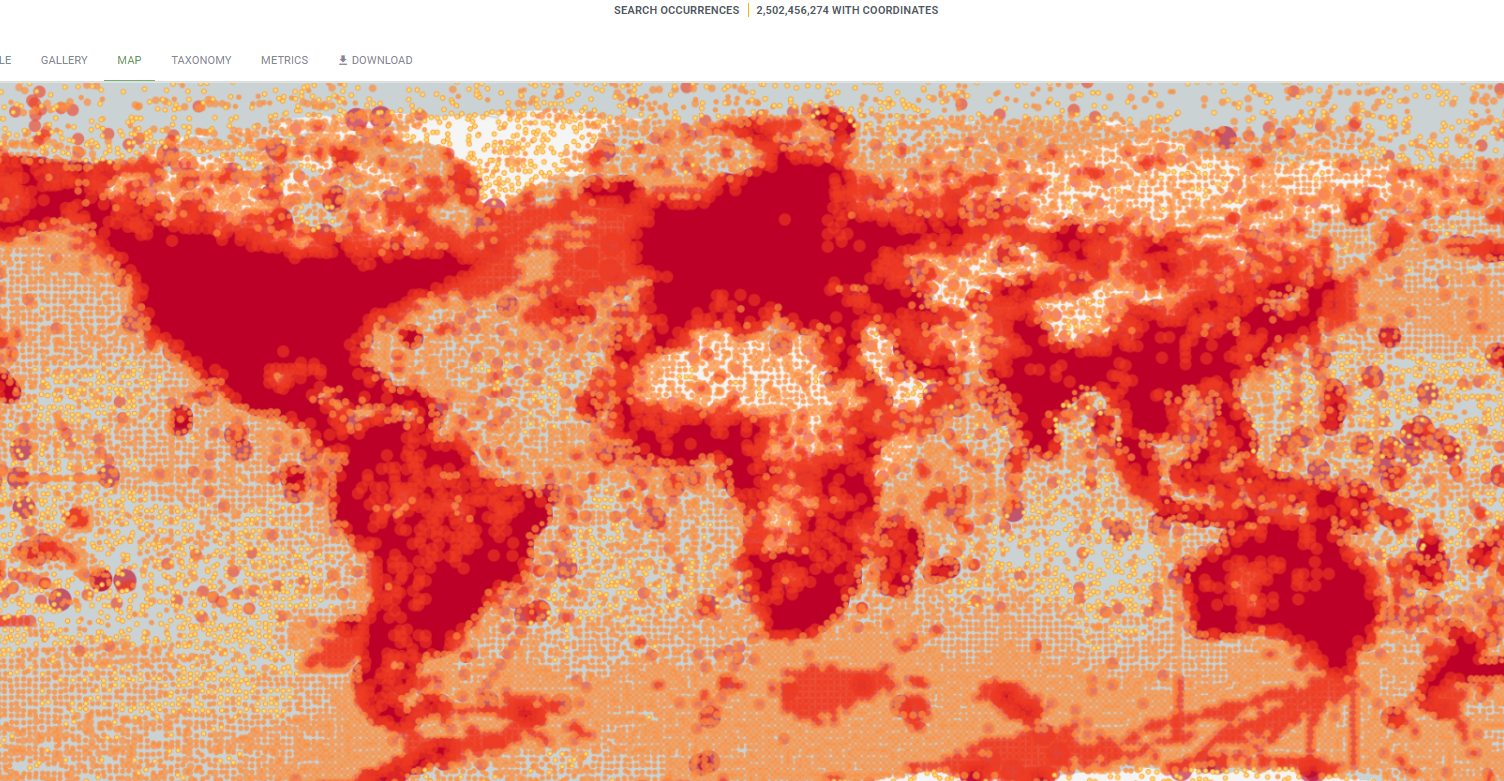 SEARCH OCCURRENCES | 2,502,456,274 WITH COORDINATES
LE GALLERY MAP TAXONOMY METRICS DOWNLOAD